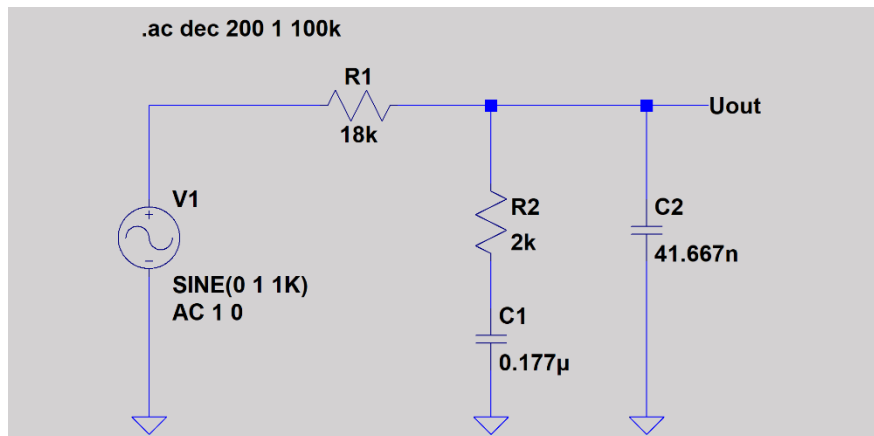 .ac dec 200 1 100k
R1
18k
Uout
V1
+
−
SINE(0 1 1K)
AC 1 0
R2
2k
C2
41.667n
C1
0.177µ